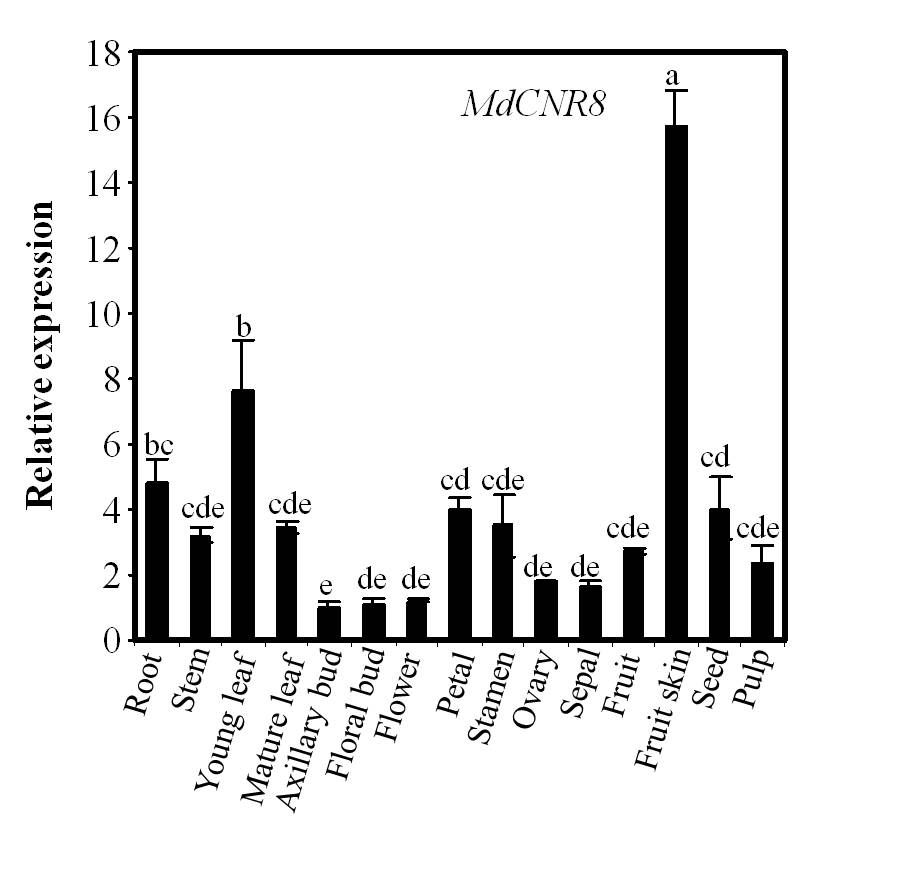 MdCNR8
Relative expression
18
16
14
12
10
8
6
4
2
0
bc
cde
b
cde
e
de
de
cd
cde
de
de
cde
a
cd
cde
Root
Stem
Young leaf
Mature leaf
Axillary bud
Floral bud
Flower
Petal
Stamen
Ovary
Sepal
Fruit
Fruit skin
Seed
Pulp